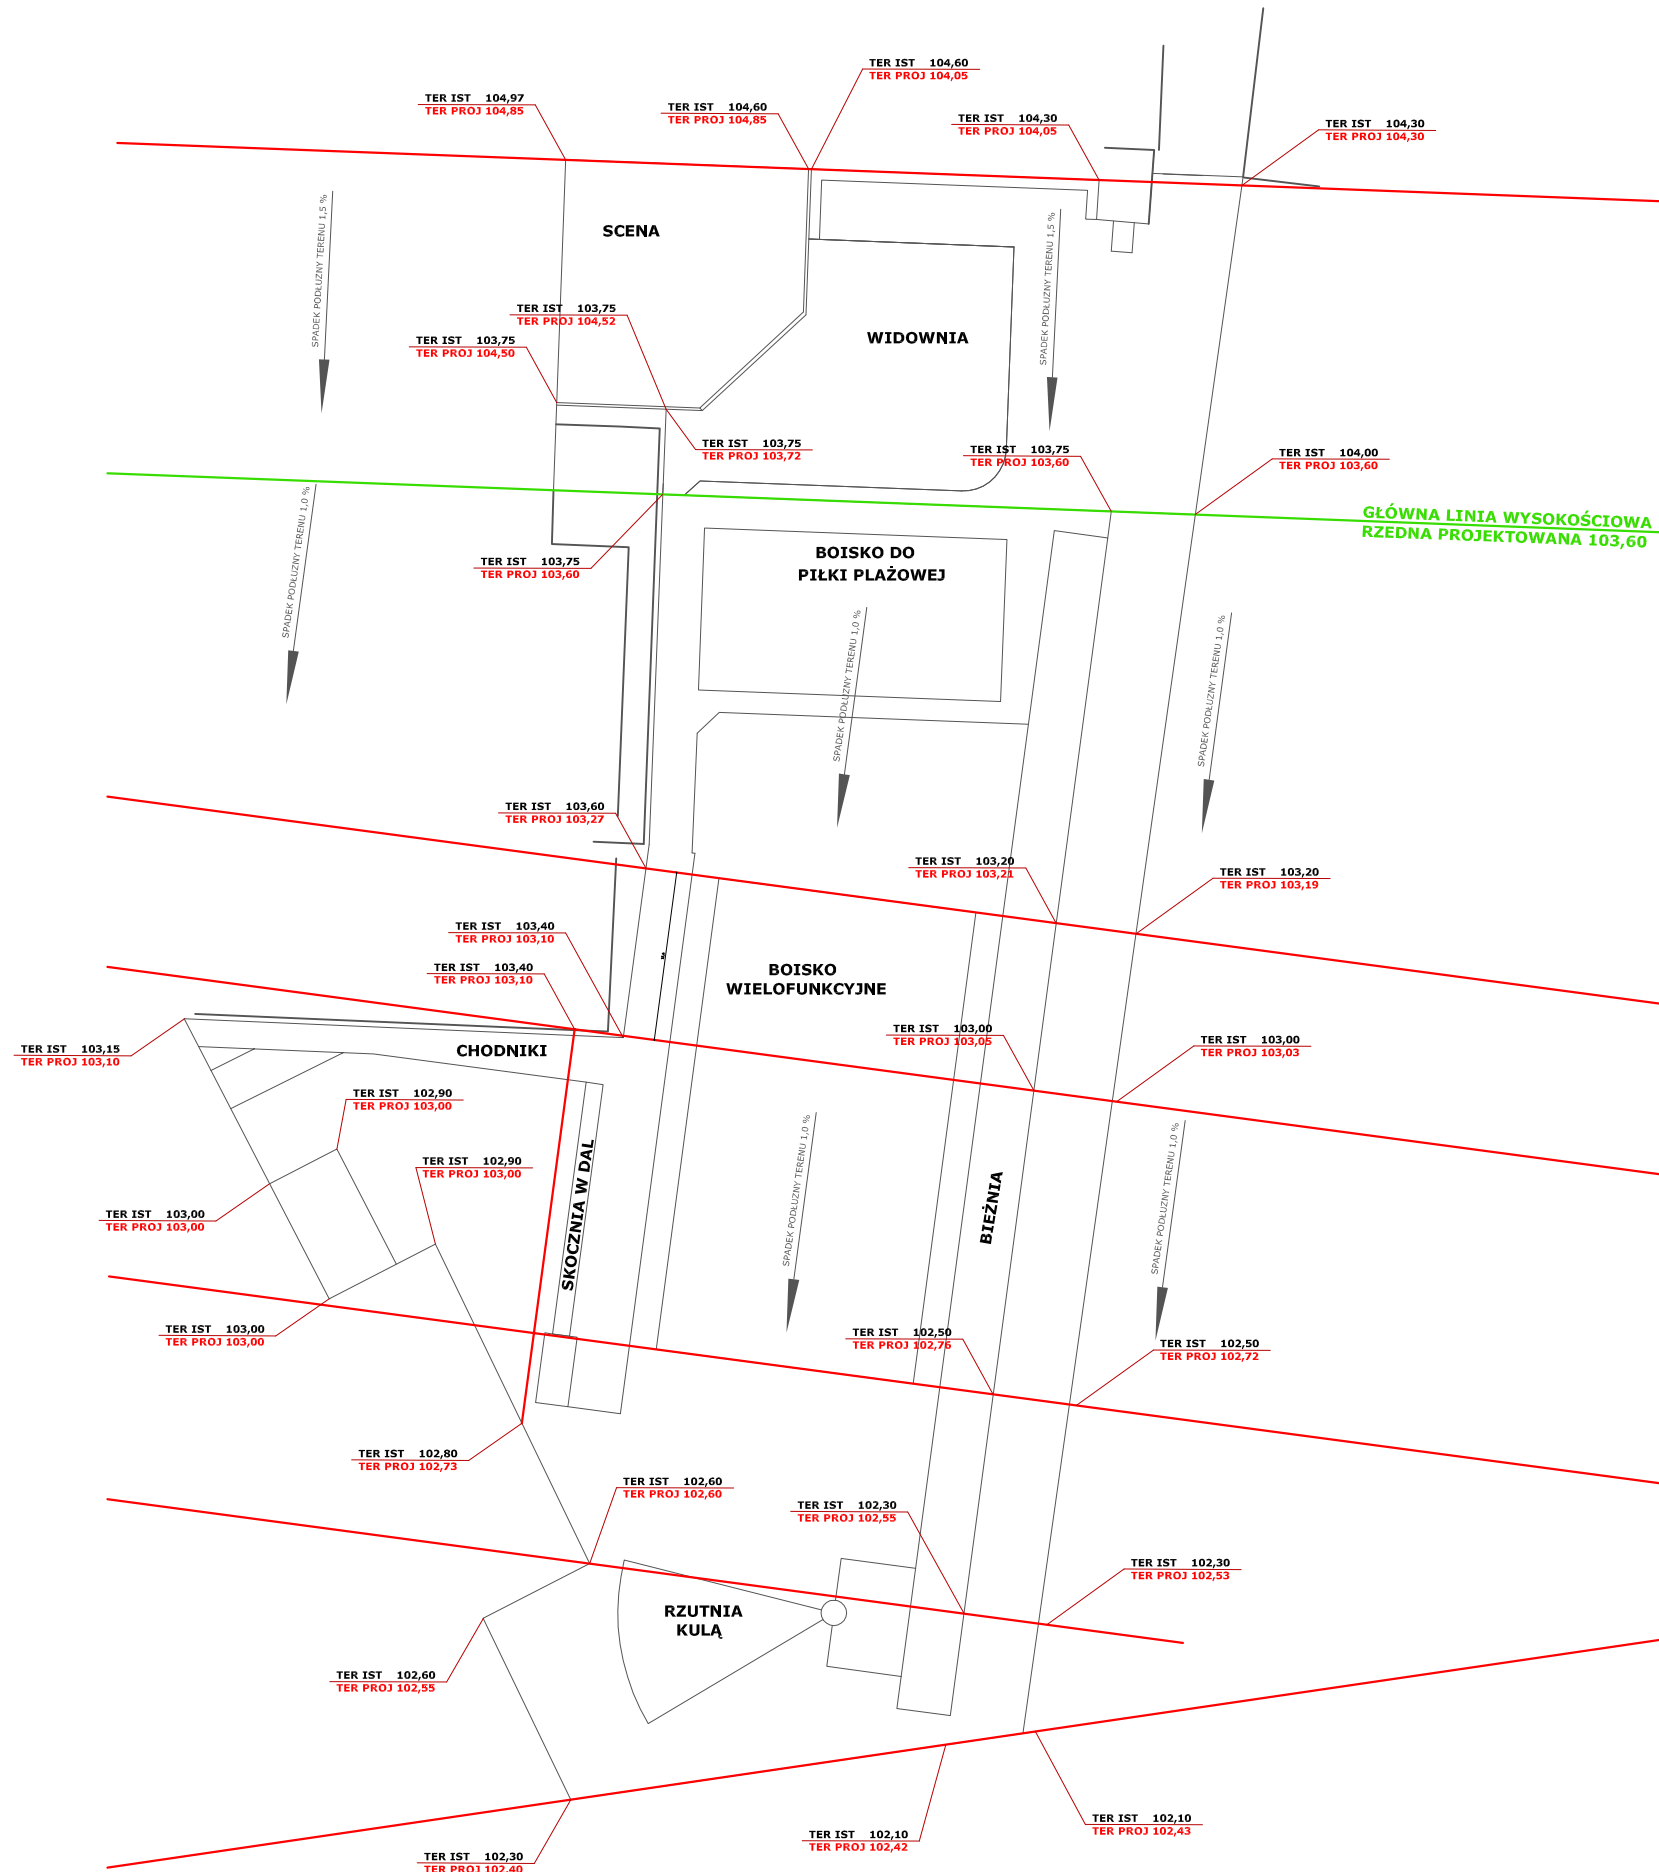 TER IST 104,60
TER PROJ 104,05
TER IST 104,97
TER PROJ 104,85
TER IST 104,60
TER PROJ 104,85
TER IST 104,30
TER PROJ 104,05
TER IST 104,30
TER PROJ 104,30
SPADEK PODŁUZNY TERENU 1,5 %
SCENA
SPADEK PODŁUZNY TERENU 1,5 %
TER IST 103,75
TER PROJ 104,52
WIDOWNIA
TER IST 103,75
TER PROJ 104,50
TER IST 103,75
TER PROJ 103,72
TER IST 103,75
TER PROJ 103,60
TER IST 104,00
TER PROJ 103,60
GŁÓWNA LINIA WYSOKOŚCIOWA
RZEDNA PROJEKTOWANA 103,60
SPADEK PODŁUZNY TERENU 1,0 %
TER IST 103,75
TER PROJ 103,60
BOISKO DO
PIŁKI PLAŻOWEJ
SPADEK PODŁUZNY TERENU 1,0 %
SPADEK PODŁUZNY TERENU 1,0 %
TER IST 103,60
TER PROJ 103,27
TER IST 103,20
TER PROJ 103,21
TER IST 103,20
TER PROJ 103,19
TER IST 103,40
TER PROJ 103,10
TER IST 103,40
TER PROJ 103,10
BOISKO
WIELOFUNKCYJNE
TER IST 103,15
TER PROJ 103,10
CHODNIKI
TER IST 103,00
TER PROJ 103,05
TER IST 103,00
TER PROJ 103,03
TER IST 102,90
TER PROJ 103,00
TER IST 102,90
TER PROJ 103,00
SKOCZNIA W DAL
SPADEK PODŁUZNY TERENU 1,0 %
BIEŻNIA
SPADEK PODŁUZNY TERENU 1,0 %
TER IST 103,00
TER PROJ 103,00
TER IST 103,00
TER PROJ 103,00
TER IST 102,50
TER PROJ 102,76
TER IST 102,50
TER PROJ 102,72
TER IST 102,80
TER PROJ 102,73
TER IST 102,60
TER PROJ 102,60
TER IST 102,30
TER PROJ 102,55
TER IST 102,30
TER PROJ 102,53
RZUTNIA
KULĄ
TER IST 102,60
TER PROJ 102,55
TER IST 102,10
TER PROJ 102,43
TER IST 102,10
TER PROJ 102,42
TER IST 102,30
TER PROJ 102,40